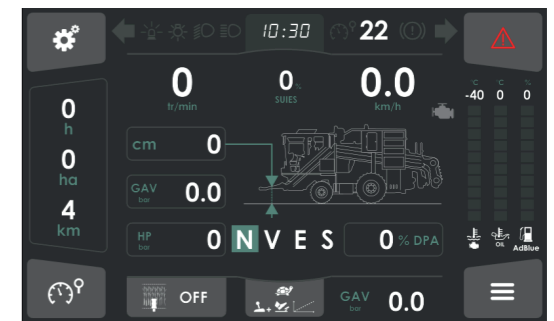 10:30 22
0 tr/min
0 % SUIES
0.0 km/h
°C °C %
-40 0 0
0 h
0 ha
4 km
cm 0
GAV bar 0.0
HP bar 0
N V E S
0 % DPA
OIL AdBlue
OFF
GAV bar 0.0